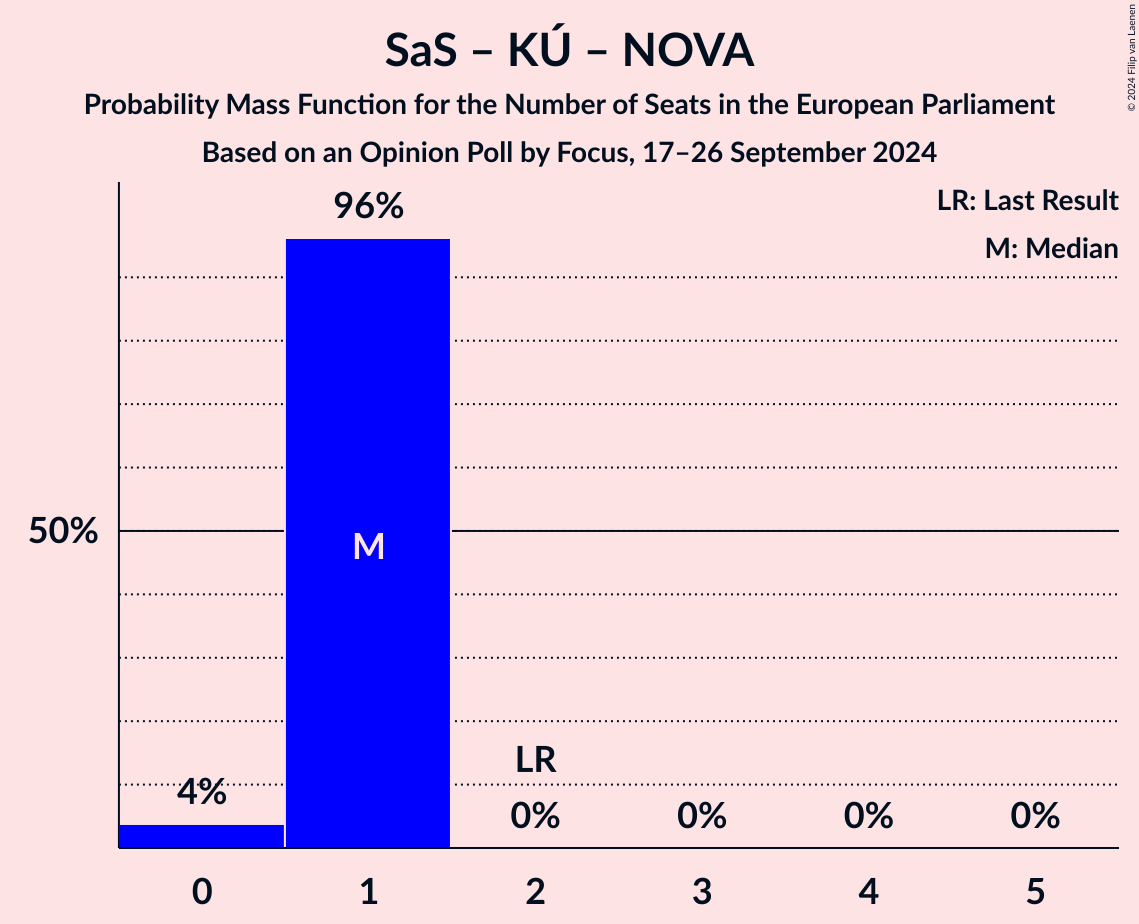 SaS – KÚ – NOVA
Probability Mass Function for the Number of Seats in the European Parliament
Based on an Opinion Poll by Focus, 17–26 September 2024
© 2024 Filip van Laenen
LR: Last Result
M: Median
96%
50%
M
LR
4%
0%
0%
0%
0%
0
1
2
3
4
5